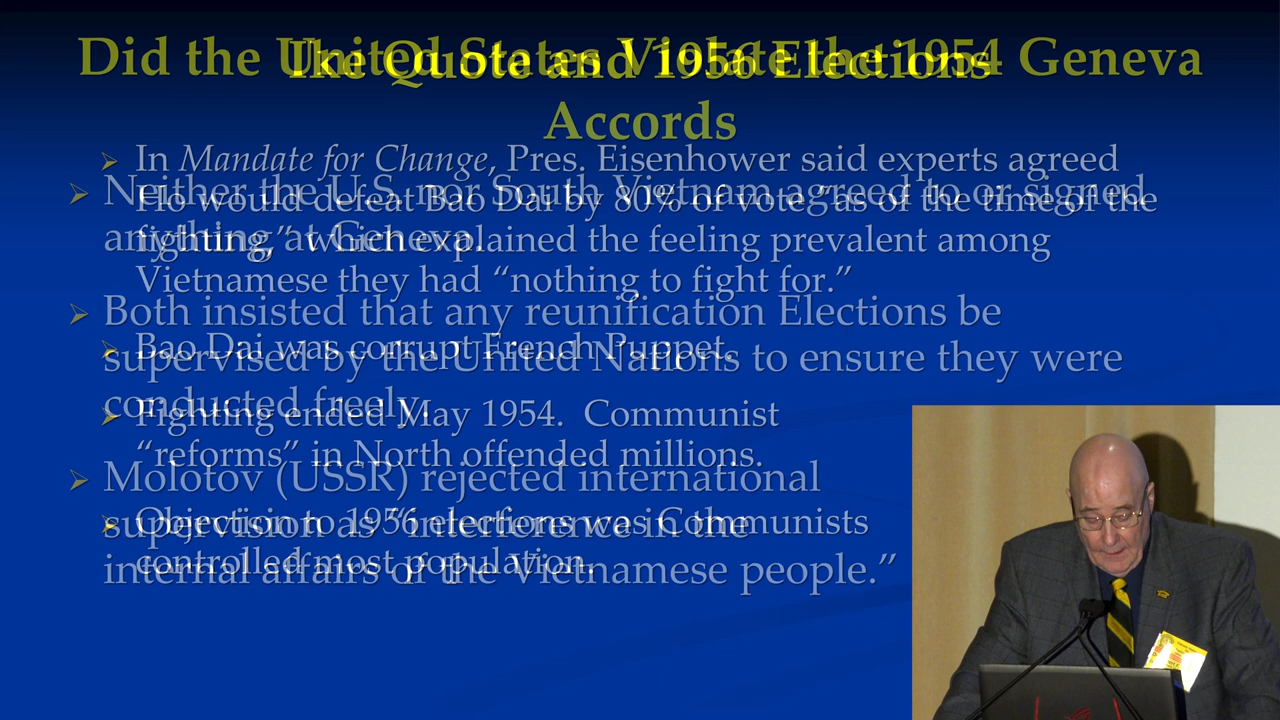 Did the United States Violate the 1954 Geneva
Accords
Neither the U.S. nor South Vietnam agreed to or signed
anything at Geneva.
Both insisted that any reunification Elections be
supervised by the United Nations to ensure they were
conducted freely.
Molotov (USSR) rejected international
supervision as “interference in the
internal affairs of the Vietnamese people.”
Ike Quote and 1956 Elections
In Mandate for Change, Pres. Eisenhower said experts agreed
Ho would defeat Bao Dai by 80% of vote “as of the time of the
fighting,” which explained the feeling prevalent among
Vietnamese they had “nothing to fight for.”
Bao Dai was corrupt French Puppet.
Fighting ended May 1954. Communist
“reforms” in North offended millions.
Objection to 1956 elections was Communists
controlled most population.